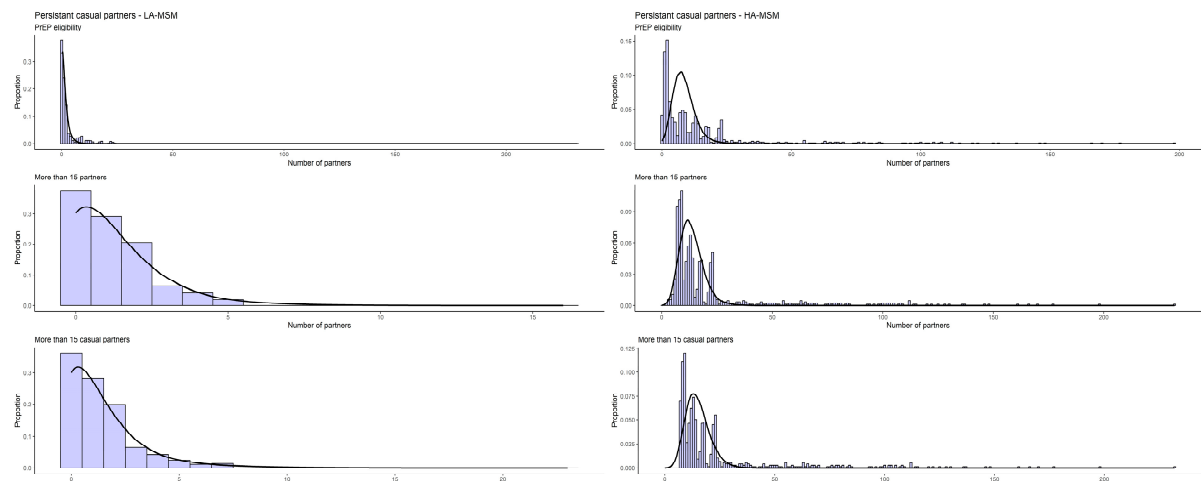 Persistant casual partners - LA-MSM
PrEP eligibility
0.3
0.2
0.1
0.0
Proportion
0 50 100 150 200
Number of partners
More than 15 partners
0.3
0.2
0.1
0.0
Proportion
0 5 10 15
Number of partners
More than 15 casual partners
0.3
0.2
0.1
0.0
Proportion
0 5 10 15 20
Persistant casual partners - HA-MSM
PrEP eligibility
0.15
0.10
0.05
0.00
Proportion
0 50 100 150 200
Number of partners
More than 15 partners
0.09
0.06
0.03
0.00
Proportion
0 50 100 150 200
Number of partners
More than 15 casual partners
0.125
0.100
0.075
0.050
0.025
0.000
Proportion
0 50 100 150 200